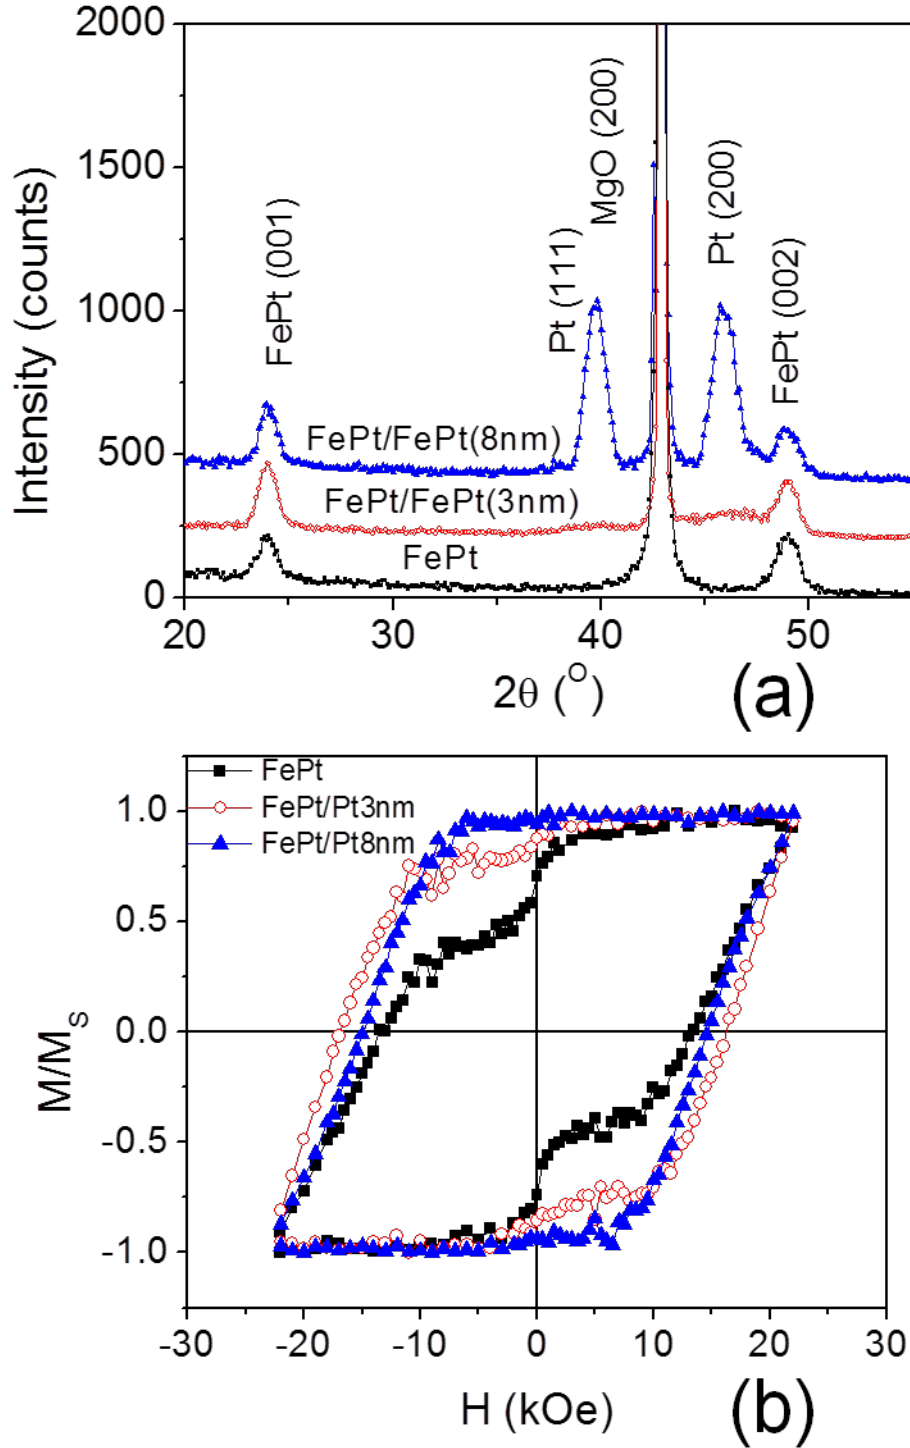 2000
1500
1000
500
0
Intensity (counts)
FePt (001)
Pt (111)
MgO (200)
Pt (200)
FePt (002)
FePt/FePt(8nm)
FePt/FePt(3nm)
FePt
20
30
40
50
2θ (O)
(a)
FePt
FePt/Pt3nm
FePt/Pt8nm
1.0
0.5
0.0
-0.5
-1.0
M/MS
-30
-20
-10
0
10
20
30
H (kOe)
(b)